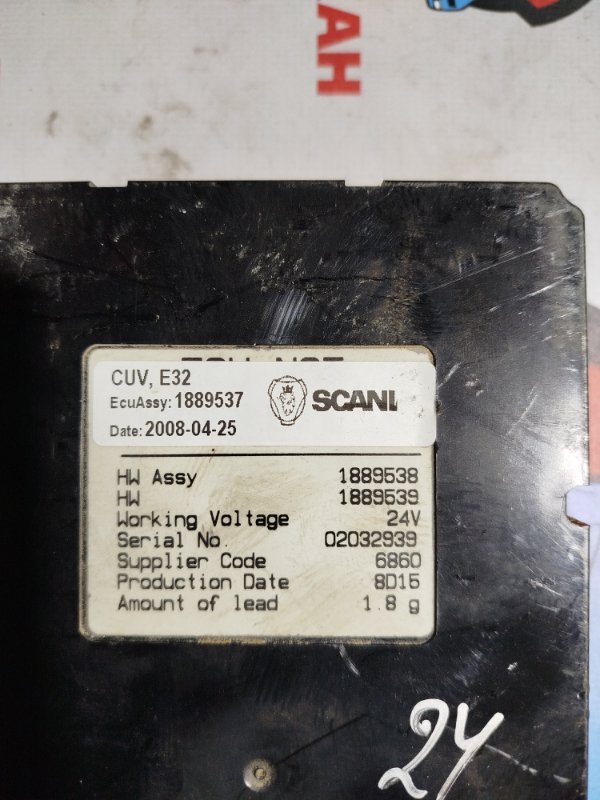 НАН
CUV, E32
EcuAssy: 1889537
Date: 2008-04-25
SCANI
HW Assy 1889538
HW 1889539
Working Voltage 24V
Serial No. 02032939
Supplier Code 6860
Production Date 8D15
Amount of lead 1.8 g
24